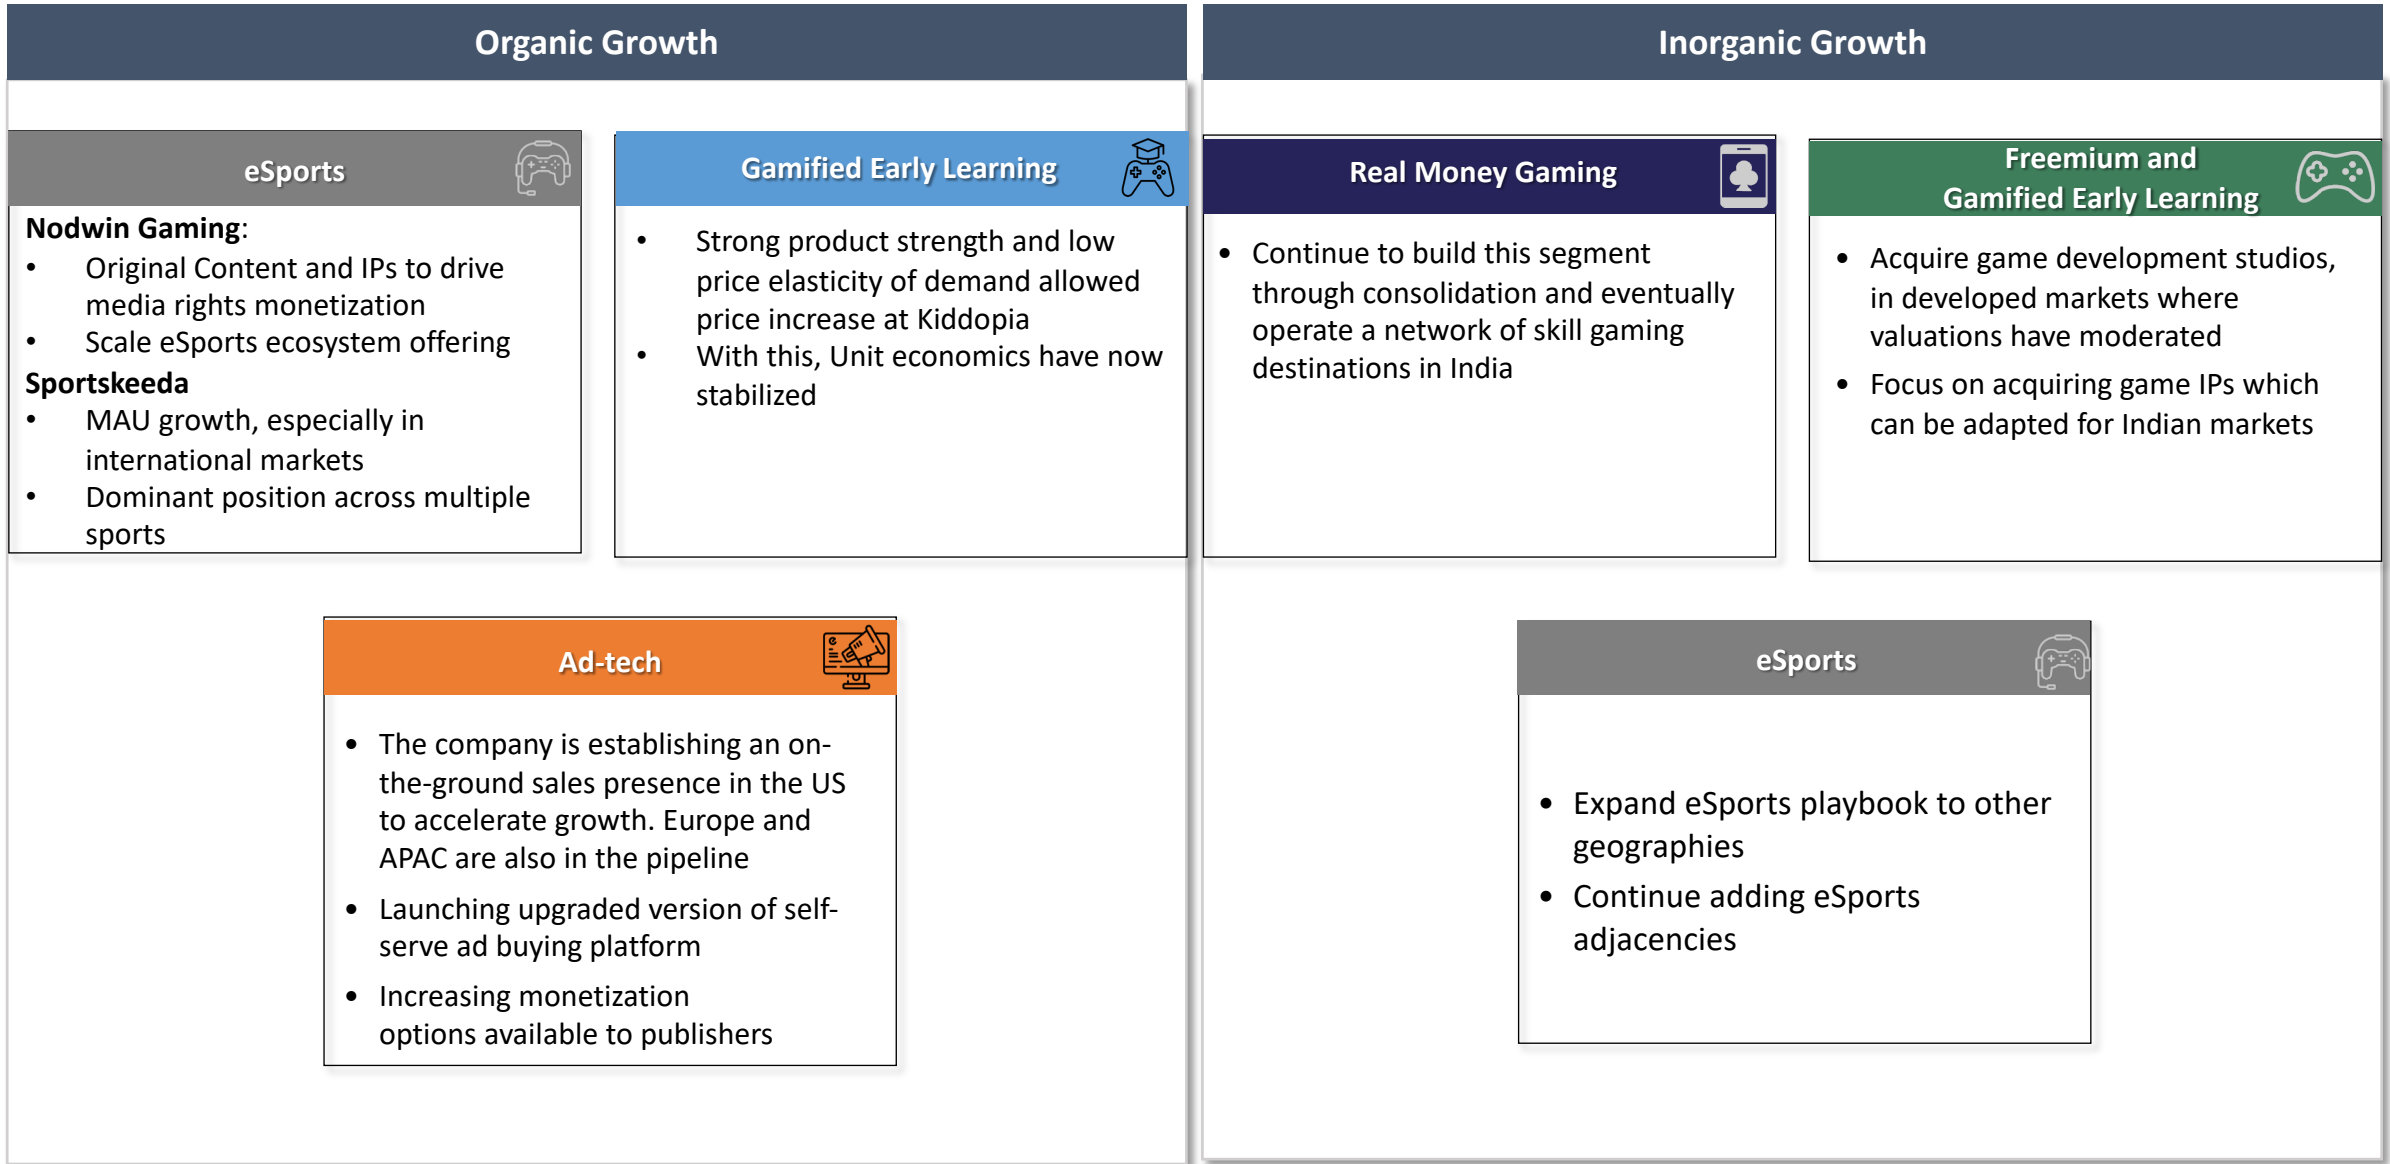 Organic Growth
eSports
Nodwin Gaming:
• Original Content and IPs to drive
media rights monetization
• Scale eSports ecosystem offering
Sportskeeda
• MAU growth, especially in
international markets
• Dominant position across multiple
sports
Gamified Early Learning
• Strong product strength and low
price elasticity of demand allowed
price increase at Kiddopia
• With this, Unit economics have now
stabilized
Ad-tech
• The company is establishing an on-
the-ground sales presence in the US
to accelerate growth. Europe and
APAC are also in the pipeline
• Launching upgraded version of self-
serve ad buying platform
• Increasing monetization
options available to publishers
Inorganic Growth
Real Money Gaming
• Continue to build this segment
through consolidation and eventually
operate a network of skill gaming
destinations in India
Freemium and
Gamified Early Learning
• Acquire game development studios,
in developed markets where
valuations have moderated
• Focus on acquiring game IPs which
can be adapted for Indian markets
eSports
• Expand eSports playbook to other
geographies
• Continue adding eSports
adjacencies